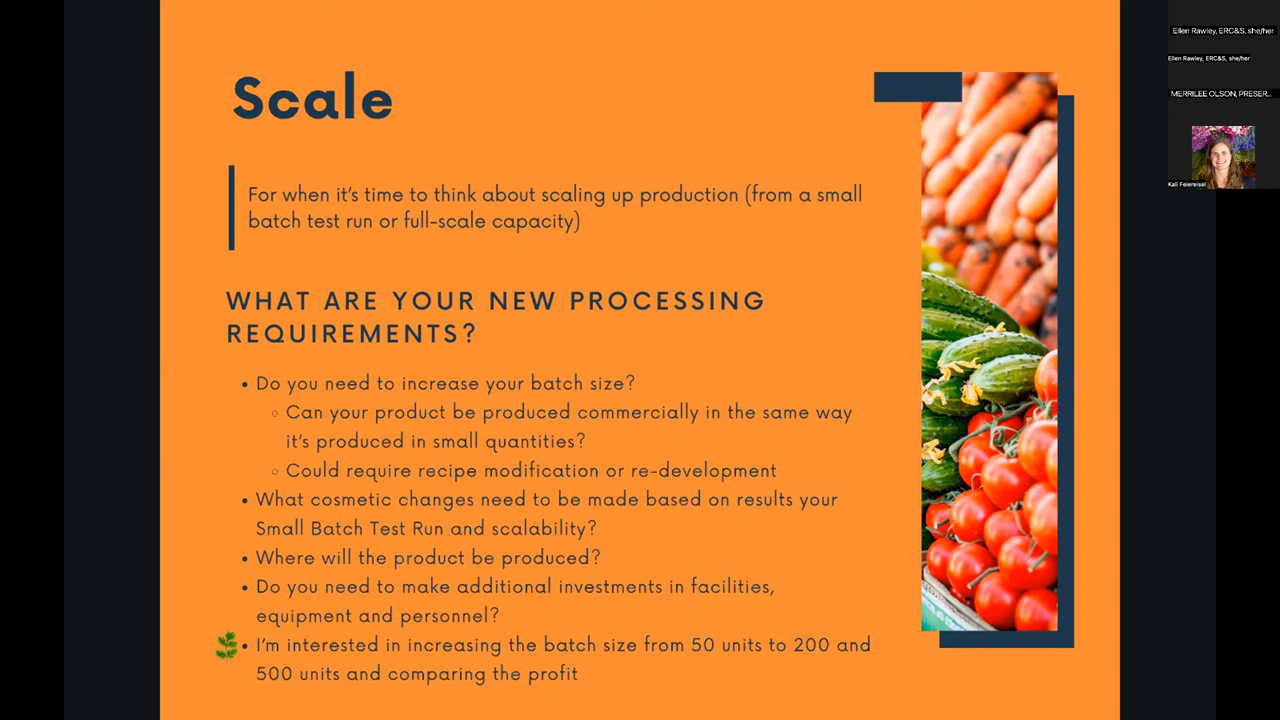 Scale
For when it's time to think about scaling up production (from a small
batch test run or full-scale capacity)
WHAT ARE YOUR NEW PROCESSING
REQUIREMENTS?
• Do you need to increase your batch size?
○ Can your product be produced commercially in the same way
it's produced in small quantities?
○ Could require recipe modification or re-development
• What cosmetic changes need to be made based on results your
Small Batch Test Run and scalability?
• Where will the product be produced?
• Do you need to make additional investments in facilities,
equipment and personnel?
• I'm interested in increasing the batch size from 50 units to 200 and
500 units and comparing the profit
Ellen Rawley, ERC&S, she/her
Ellen Rawley, ERC&S, she/her
MERRILEE OLSON, PRESER...
Kali Feiereisel